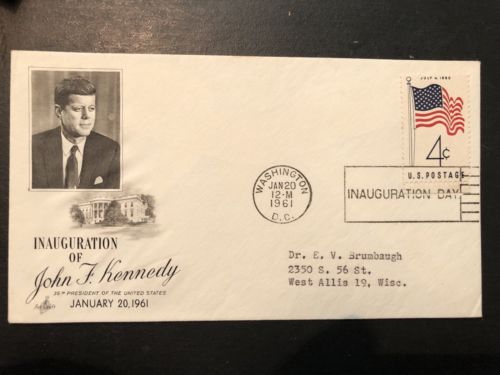 INAUGURATION
OF
John F. Kennedy
35TH PRESIDENT OF THE UNITED STATES
JANUARY 20, 1961
WASHINGTON
JAN 20
12-M
1961
D.C.
JULY 4, 1960
4¢
U.S. POSTAGE
INAUGURATION DAY
Dr. E. V. Brumbaugh
2350 S. 56 St.
West Allis 19, Wisc.